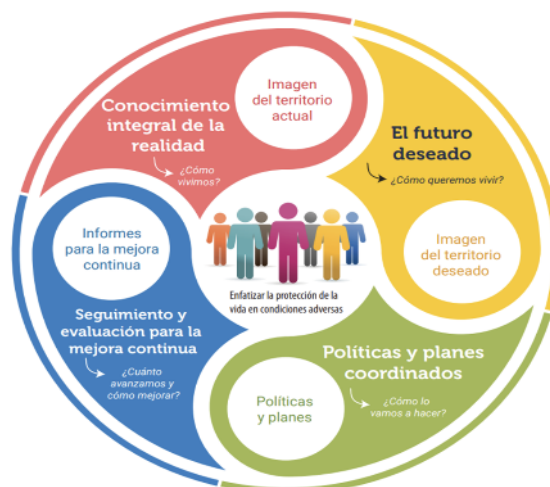 Conocimiento
integral de la
realidad
¿Cómo
vivimos?
Imagen
del territorio
actual
El futuro
deseado
¿Cómo queremos vivir?
Imagen
del territorio
deseado
Políticas y planes
coordinados
¿Cómo lo
vamos a hacer?
Políticas
y planes
Seguimiento y
evaluación para la
mejora continua
¿Cuánto
avanzamos y
cómo mejorar?
Informes
para la mejora
continua
Enfatizar la protección de la
vida en condiciones adversas